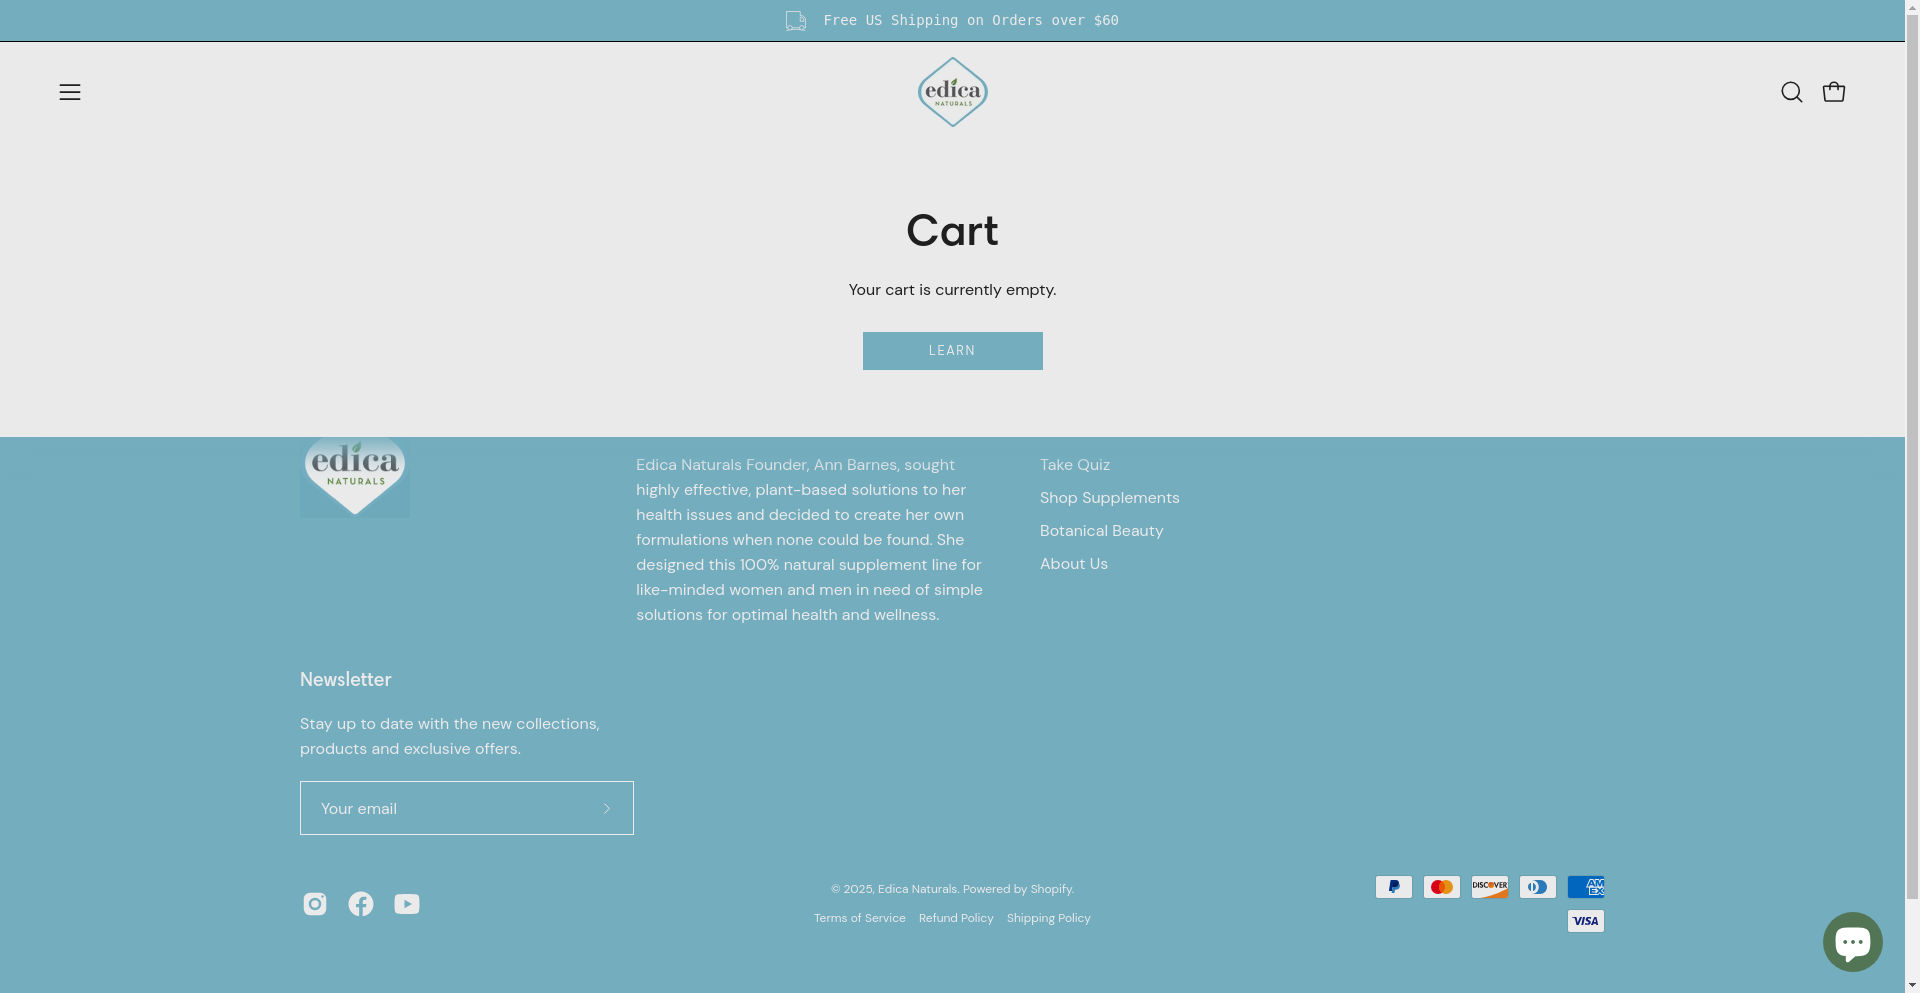 Free US Shipping on Orders over $60
edica
NATURALS
Cart
Your cart is currently empty.
LEARN
edica
NATURALS
Edica Naturals Founder, Ann Barnes, sought
highly effective, plant-based solutions to her
health issues and decided to create her own
formulations when none could be found. She
designed this 100% natural supplement line for
like-minded women and men in need of simple
solutions for optimal health and wellness.
Take Quiz
Shop Supplements
Botanical Beauty
About Us
Newsletter
Stay up to date with the new collections,
products and exclusive offers.
Your email
© 2025, Edica Naturals. Powered by Shopify.
Terms of Service Refund Policy Shipping Policy
DISCOVER
AM
EX
VISA